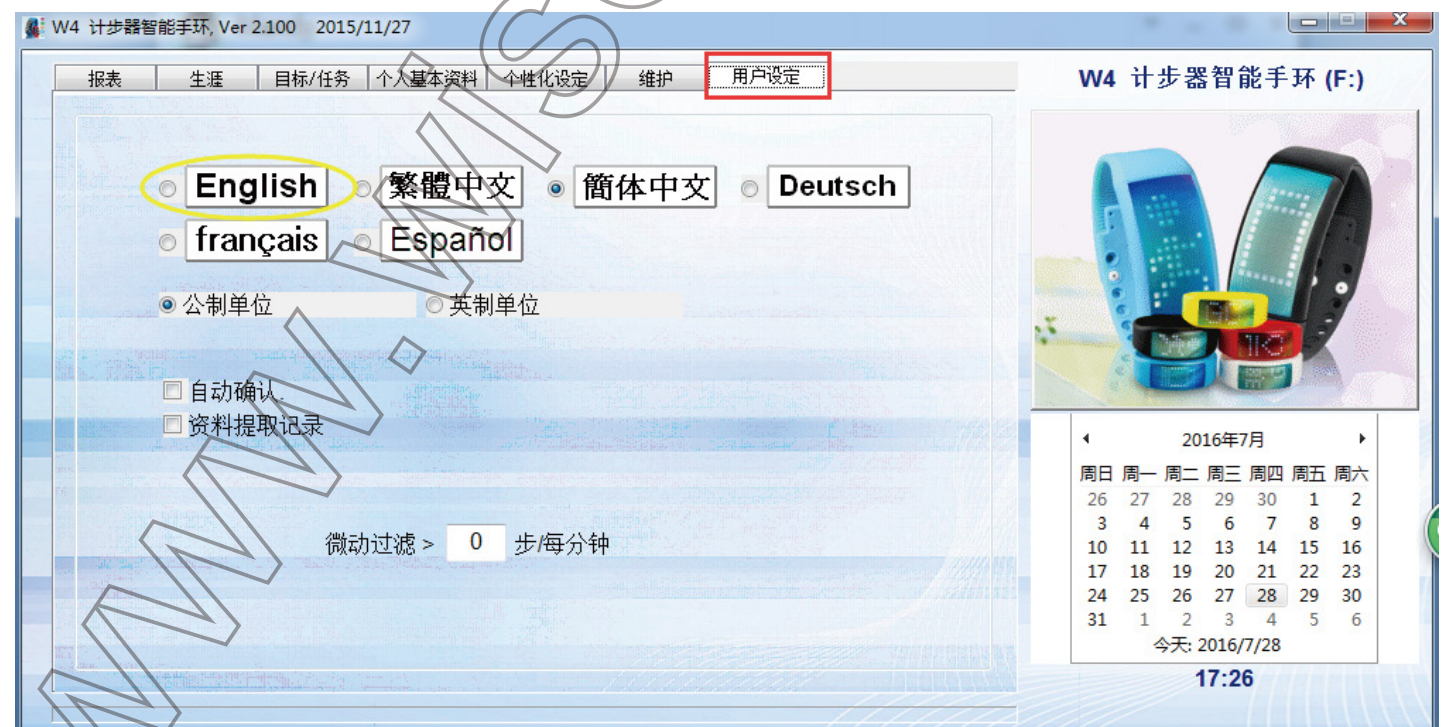 W4 计步器智能手环, Ver 2.100 2015/11/27
报表 生涯 目标/任务 个人基本资料 个性化设定 维护 用户设定
W4 计步器智能手环 (F:)
English 繁體中文 簡体中文 Deutsch
français Español
公制单位 英制单位
自动确认.
资料提取记录
微动过滤 > 0 步/每分钟
2016年7月
周日 周一 周二 周三 周四 周五 周六
26 27 28 29 30 1 2
3 4 5 6 7 8 9
10 11 12 13 14 15 16
17 18 19 20 21 22 23
24 25 26 27 28 29 30
31 1 2 3 4 5 6
今天: 2016/7/28
17:26
www.wis